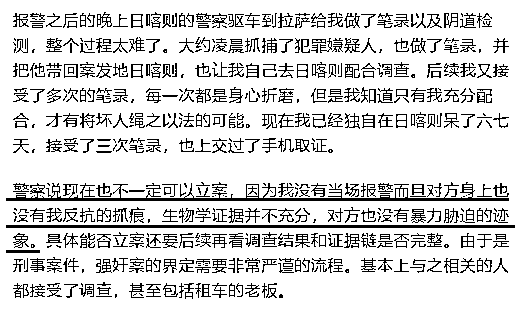 报警之后的晚上日喀则的警察驱车到拉萨给我做了笔录以及阴道检
测，整个过程太难了。大约凌晨抓捕了犯罪嫌疑人，也做了笔录，并
把他带回案发地日喀则，也让我自己去日喀则配合调查。后续我又接
受了多次的笔录，每一次都是身心折磨，但是我知道只有我充分配
合，才有将坏人绳之以法的可能。现在我已经独自在日喀则呆了六七
天，接受了三次笔录，也上交过了手机取证。
警察说现在也不一定可以立案，因为我没有当场报警而且对方身上也
没有我反抗的抓痕，生物学证据并不充分，对方也没有暴力胁迫的迹
象。具体能否立案还要后续再看调查结果和证据链是否完整。由于是
刑事案件，强奸案的界定需要非常严谨的流程。基本上与之相关的人
都接受了调查，甚至包括租车的老板。